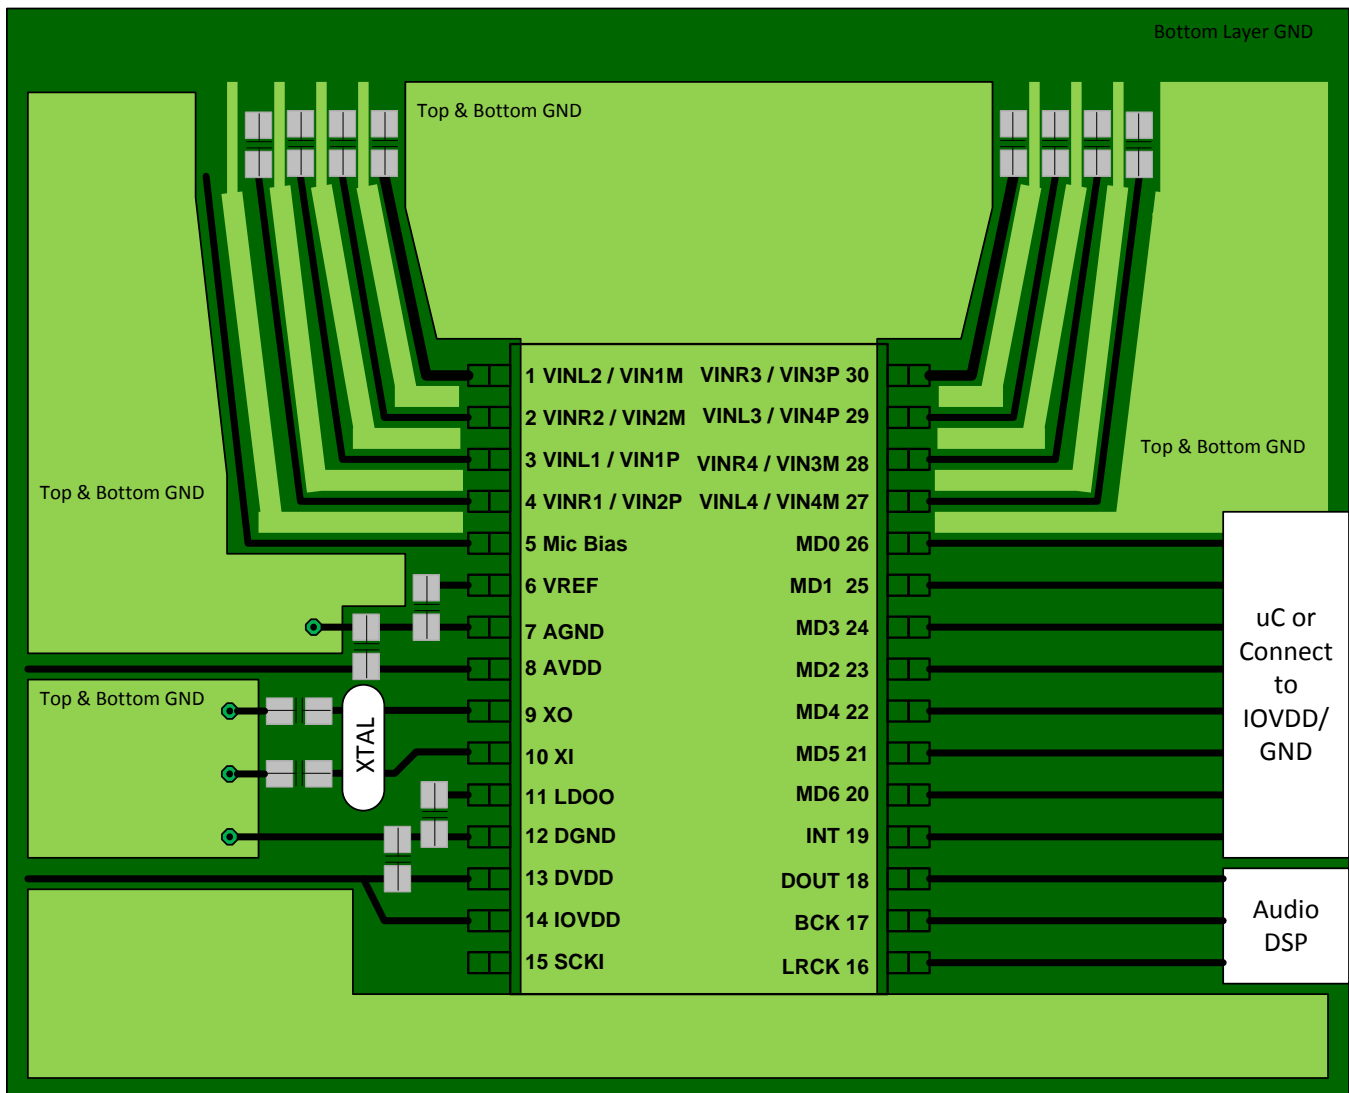 Bottom Layer GND
Top & Bottom GND
Top & Bottom GND
Top & Bottom GND
Top & Bottom GND
1 VINL2 / VIN1M
2 VINR2 / VIN2M
3 VINL1 / VIN1P
4 VINR1 / VIN2P
5 Mic Bias
6 VREF
7 AGND
8 AVDD
9 XO
10 XI
11 LDOO
12 DGND
13 DVDD
14 IOVDD
15 SCKI
VINR3 / VIN3P 30
VINL3 / VIN4P 29
VINR4 / VIN3M 28
VINL4 / VIN4M 27
MD0 26
MD1 25
MD3 24
MD2 23
MD4 22
MD5 21
MD6 20
INT 19
DOUT 18
BCK 17
LRCK 16
XTAL
uC or
Connect
to
IOVDD/
GND
Audio
DSP